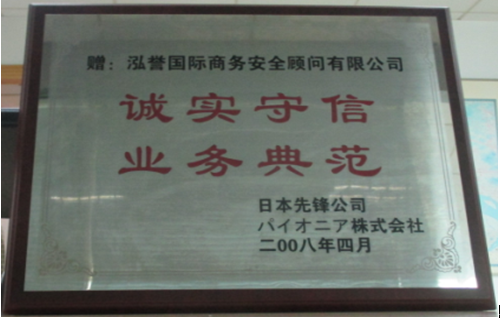 赠：泓誉国际商务安全顾问有限公司
诚实守信
业务典范
日本先锋公司
パイオニア株式会社
二00八年四月